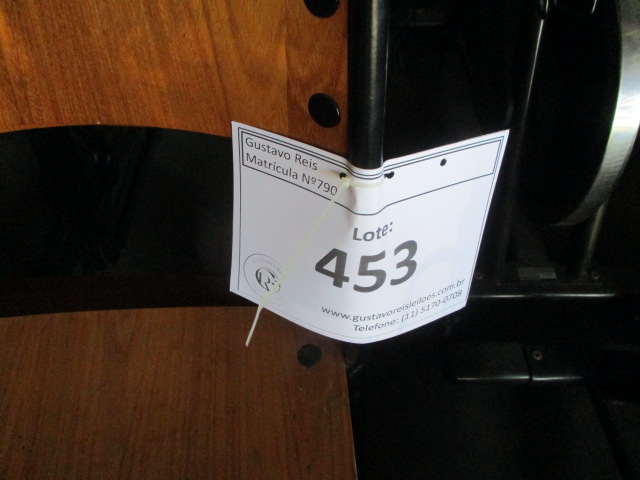 Gustavo Reis
Matrícula Nº790
Lote:
453
www.gustavoreisleiloes.com.br
Telefone: (11) 5170-0708